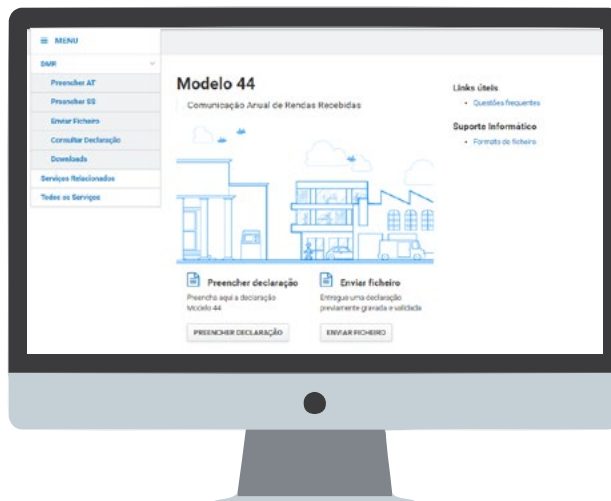 ≡ MENU
DMR
Preencher AT
Preencher SS
Enviar Ficheiro
Consultar Declaração
Downloads
Serviços Relacionados
Todos os Serviços
Modelo 44
Comunicação Anual de Rendas Recebidas
Preencher declaração
Preencha aqui a declaração
Modelo 44
PREENCHER DECLARAÇÃO
Enviar ficheiro
Entregue uma declaração
previamente gravada e validada
ENVIAR FICHEIRO
Links úteis
• Questões frequentes
Suporte Informático
• Formato de ficheiro